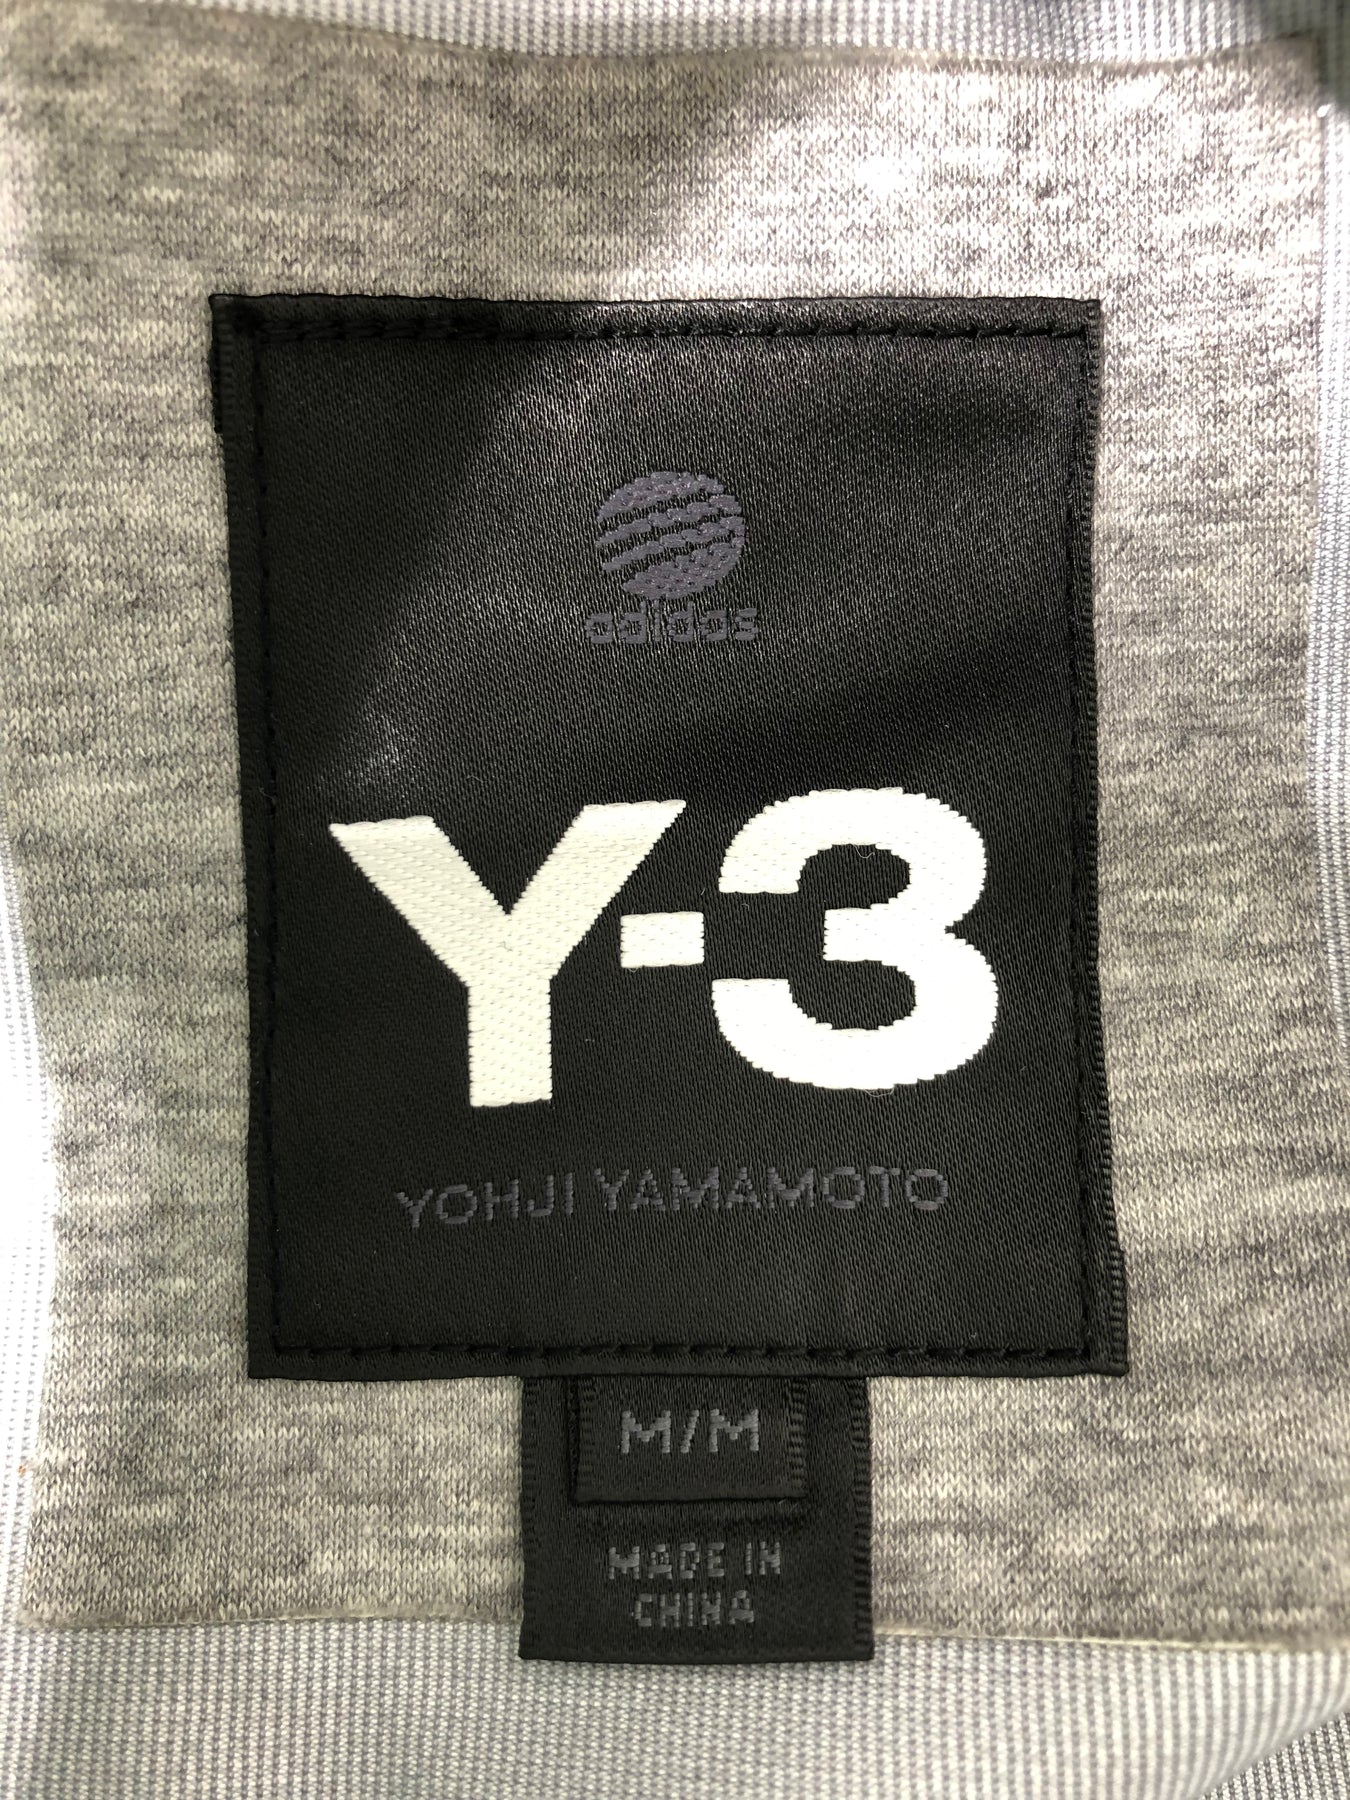 adidas
Y-3
YOHJI YAMAMOTO
M/M
MADE IN
CHINA